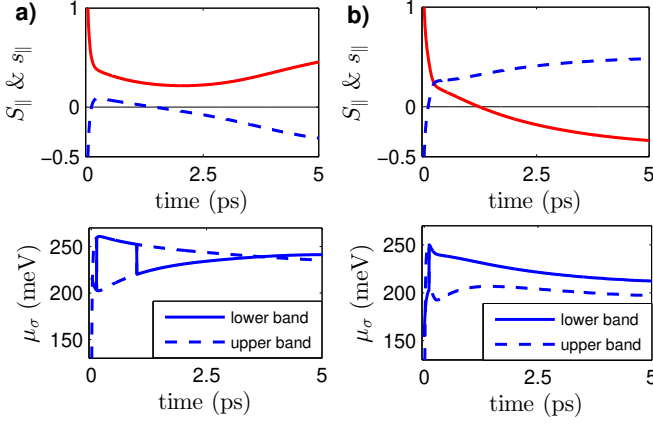 a)
S∥ & s∥
1
0
−0.5
0
2.5
5
time (ps)
b)
S∥ & s∥
1
0
−0.5
0
2.5
5
time (ps)
μσ (meV)
250
200
150
lower band
upper band
0
2.5
5
time (ps)
μσ (meV)
250
200
150
lower band
upper band
0
2.5
5
time (ps)